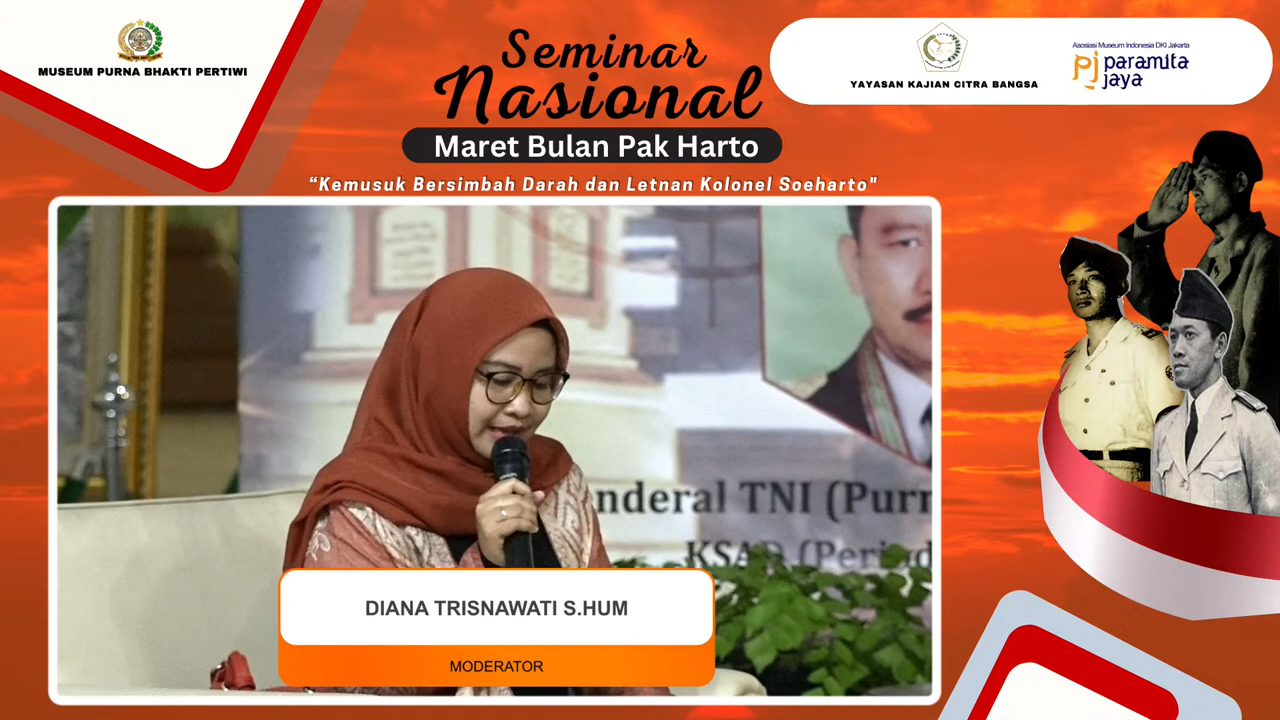 MUSEUM PURNA BHAKTI PERTIWI
Seminar
Nasional
Maret Bulan Pak Harto
“Kemusuk Bersimbah Darah dan Letnan Kolonel Soeharto"
YAYASAN KAJIAN CITRA BANGSA
Asosiasi Museum Indonesia DKI Jakarta
pj paramita
jaya
nderal TNI (Purn
KSAD (Period
DIANA TRISNAWATI S.HUM
MODERATOR